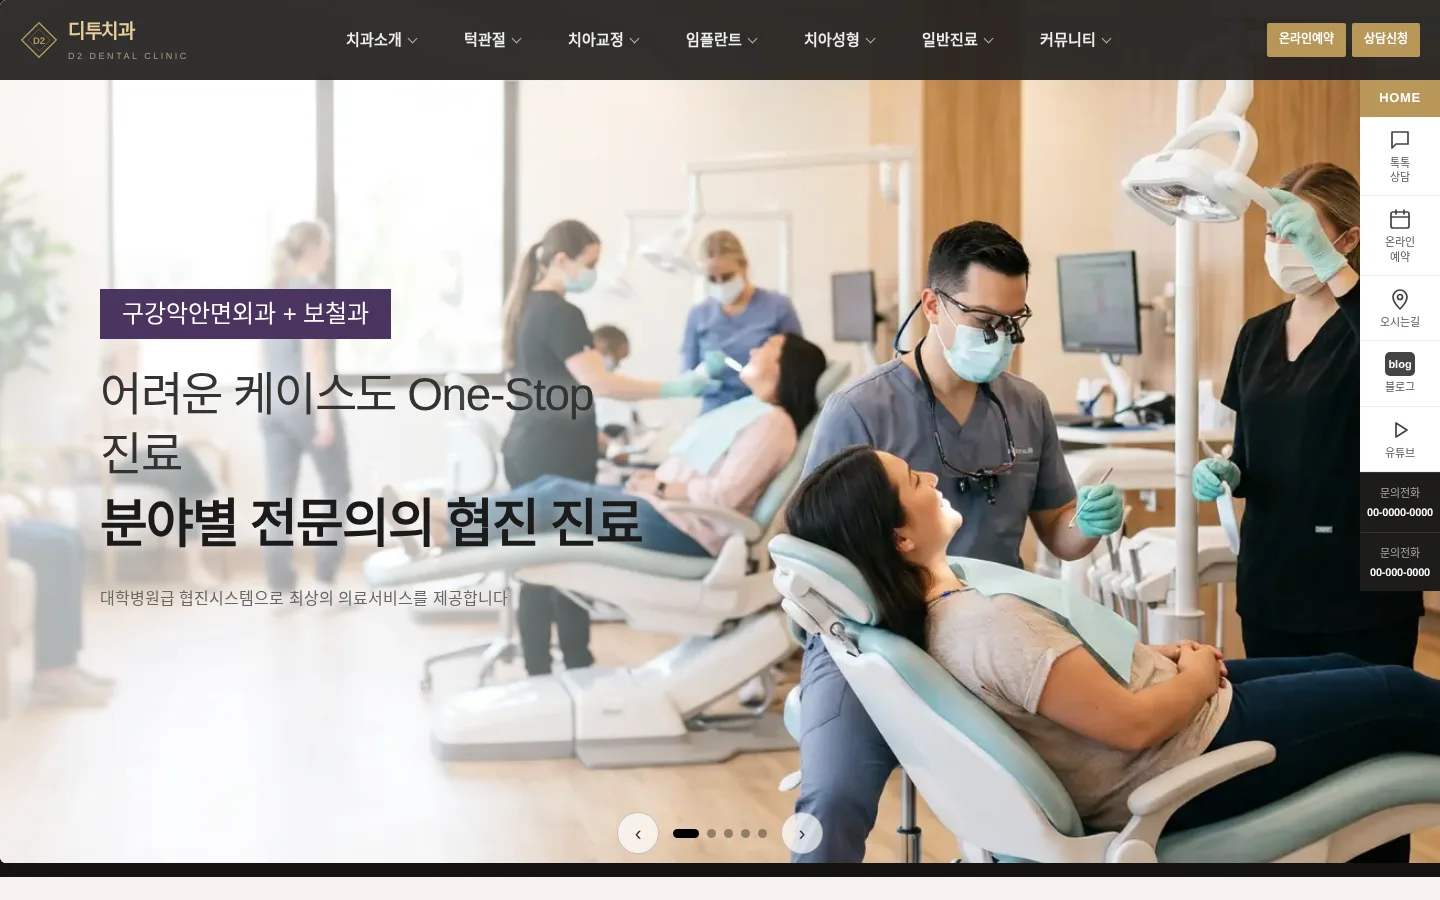 D2
디투치과
D2 DENTAL CLINIC
치과소개
턱관절
치아교정
임플란트
치아성형
일반진료
커뮤니티
온라인예약
상담신청
HOME
톡톡
상담
온라인
예약
오시는길
blog
블로그
유튜브
문의전화
00-0000-0000
문의전화
00-000-0000
구강악안면외과 + 보철과
어려운 케이스도 One-Stop
진료
분야별 전문의의 협진 진료
대학병원급 협진시스템으로 최상의 의료서비스를 제공합니다